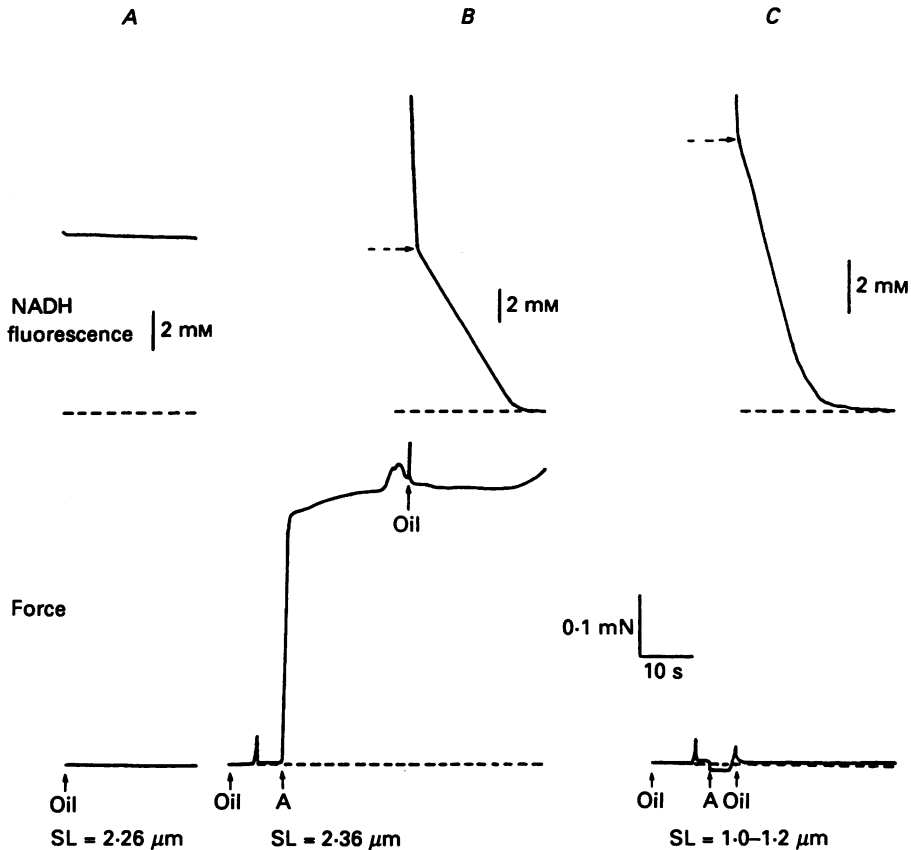 A
B
C
NADH
fluorescence
2 mM
2 mM
2 mM
Force
Oil
0·1 mN
10 s
Oil
Oil
A
Oil
A
Oil
SL = 2·26 μm
SL = 2·36 μm
SL = 1·0–1·2 μm